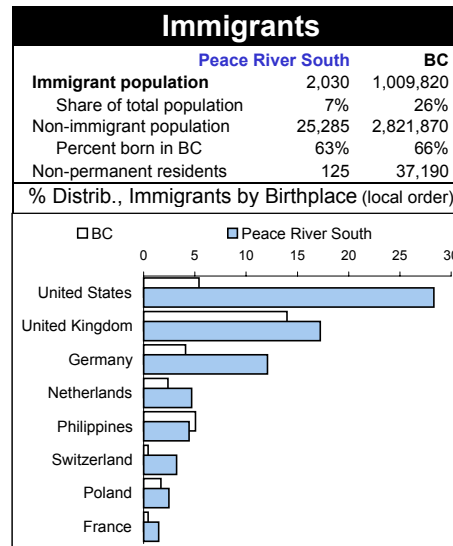 Immigrants
Peace River South BC
Immigrant population 2,030 1,009,820
Share of total population 7% 26%
Non-immigrant population 25,285 2,821,870
Percent born in BC 63% 66%
Non-permanent residents 125 37,190
% Distrib., Immigrants by Birthplace (local order)
BC Peace River South
0 5 10 15 20 25 30
United States
United Kingdom
Germany
Netherlands
Philippines
Switzerland
Poland
France